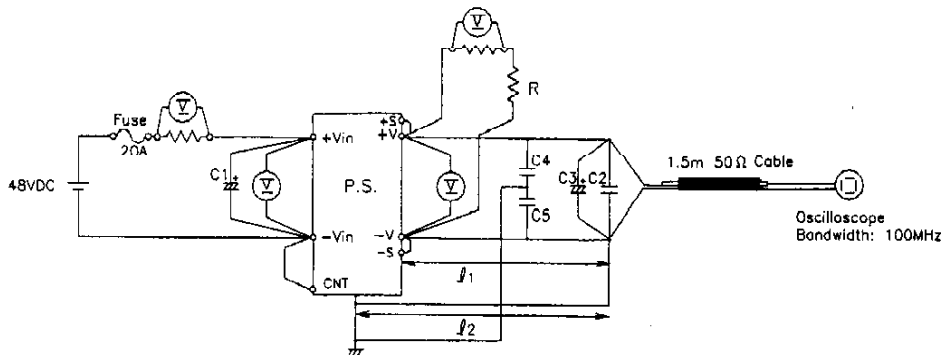 V
V
R
Fuse
20A
+S
+V
+Vin
C4
1.5m 50Ω Cable
48VDC
C1
+
V
P.S.
V
C3
+
C2
C5
Oscilloscope
Bandwidth: 100MHz
-Vin
-V
-S
CNT
ℓ1
ℓ2